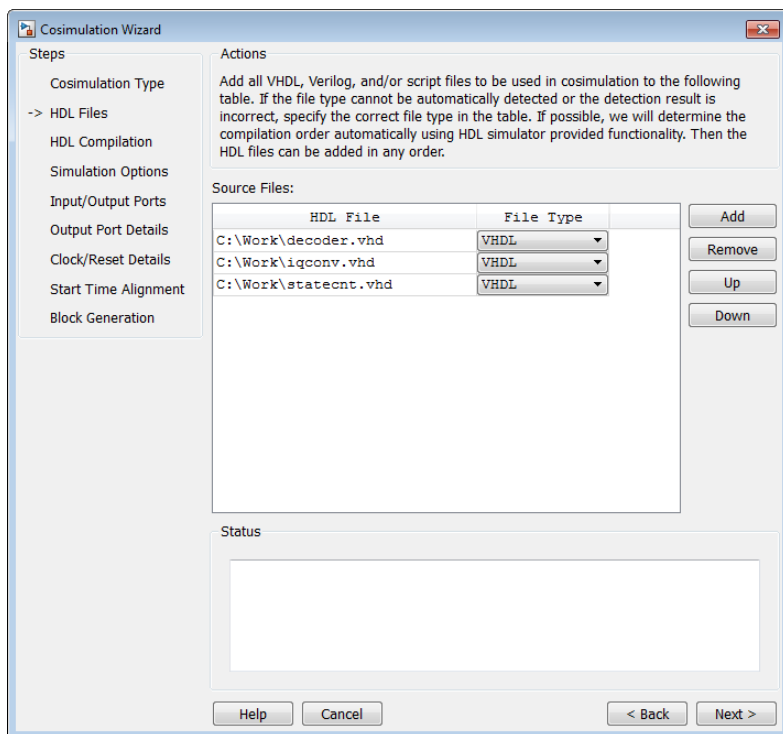 Cosimulation Wizard
Steps
Cosimulation Type
-> HDL Files
HDL Compilation
Simulation Options
Input/Output Ports
Output Port Details
Clock/Reset Details
Start Time Alignment
Block Generation
Actions
Add all VHDL, Verilog, and/or script files to be used in cosimulation to the following
table. If the file type cannot be automatically detected or the detection result is
incorrect, specify the correct file type in the table. If possible, we will determine the
compilation order automatically using HDL simulator provided functionality. Then the
HDL files can be added in any order.
Source Files:
HDL File File Type
C:\Work\decoder.vhd VHDL
C:\Work\iqconv.vhd VHDL
C:\Work\statecnt.vhd VHDL
Add
Remove
Up
Down
Status
Help Cancel < Back Next >